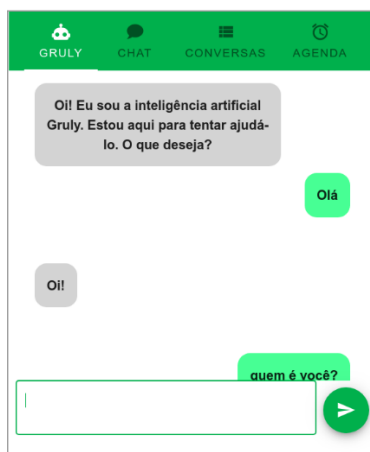 GRULY CHAT CONVERSAS AGENDA
Oi! Eu sou a inteligência artificial
Gruly. Estou aqui para tentar ajudá-
lo. O que deseja?
Olá
Oi!
quem é você?